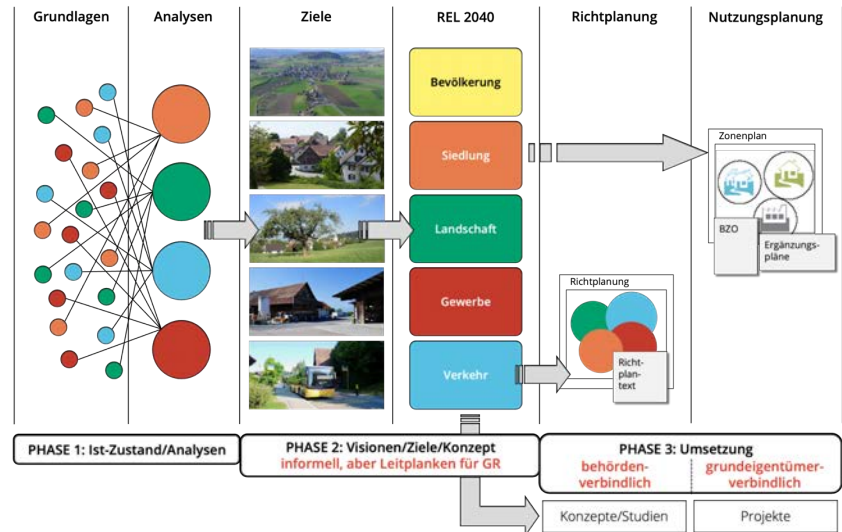 Grundlagen
Analysen
Ziele
REL 2040
Richtplanung
Nutzungsplanung
Bevölkerung
Siedlung
Landschaft
Gewerbe
Verkehr
Richtplanung
Richt-
plan-
text
Zonenplan
BZO
Ergänzungs-
pläne
PHASE 1: Ist-Zustand/Analysen
PHASE 2: Visionen/Ziele/Konzept
informell, aber Leitplanken für GR
PHASE 3: Umsetzung
behörden-
verbindlich
grundeigentümer-
verbindlich
Konzepte/Studien
Projekte